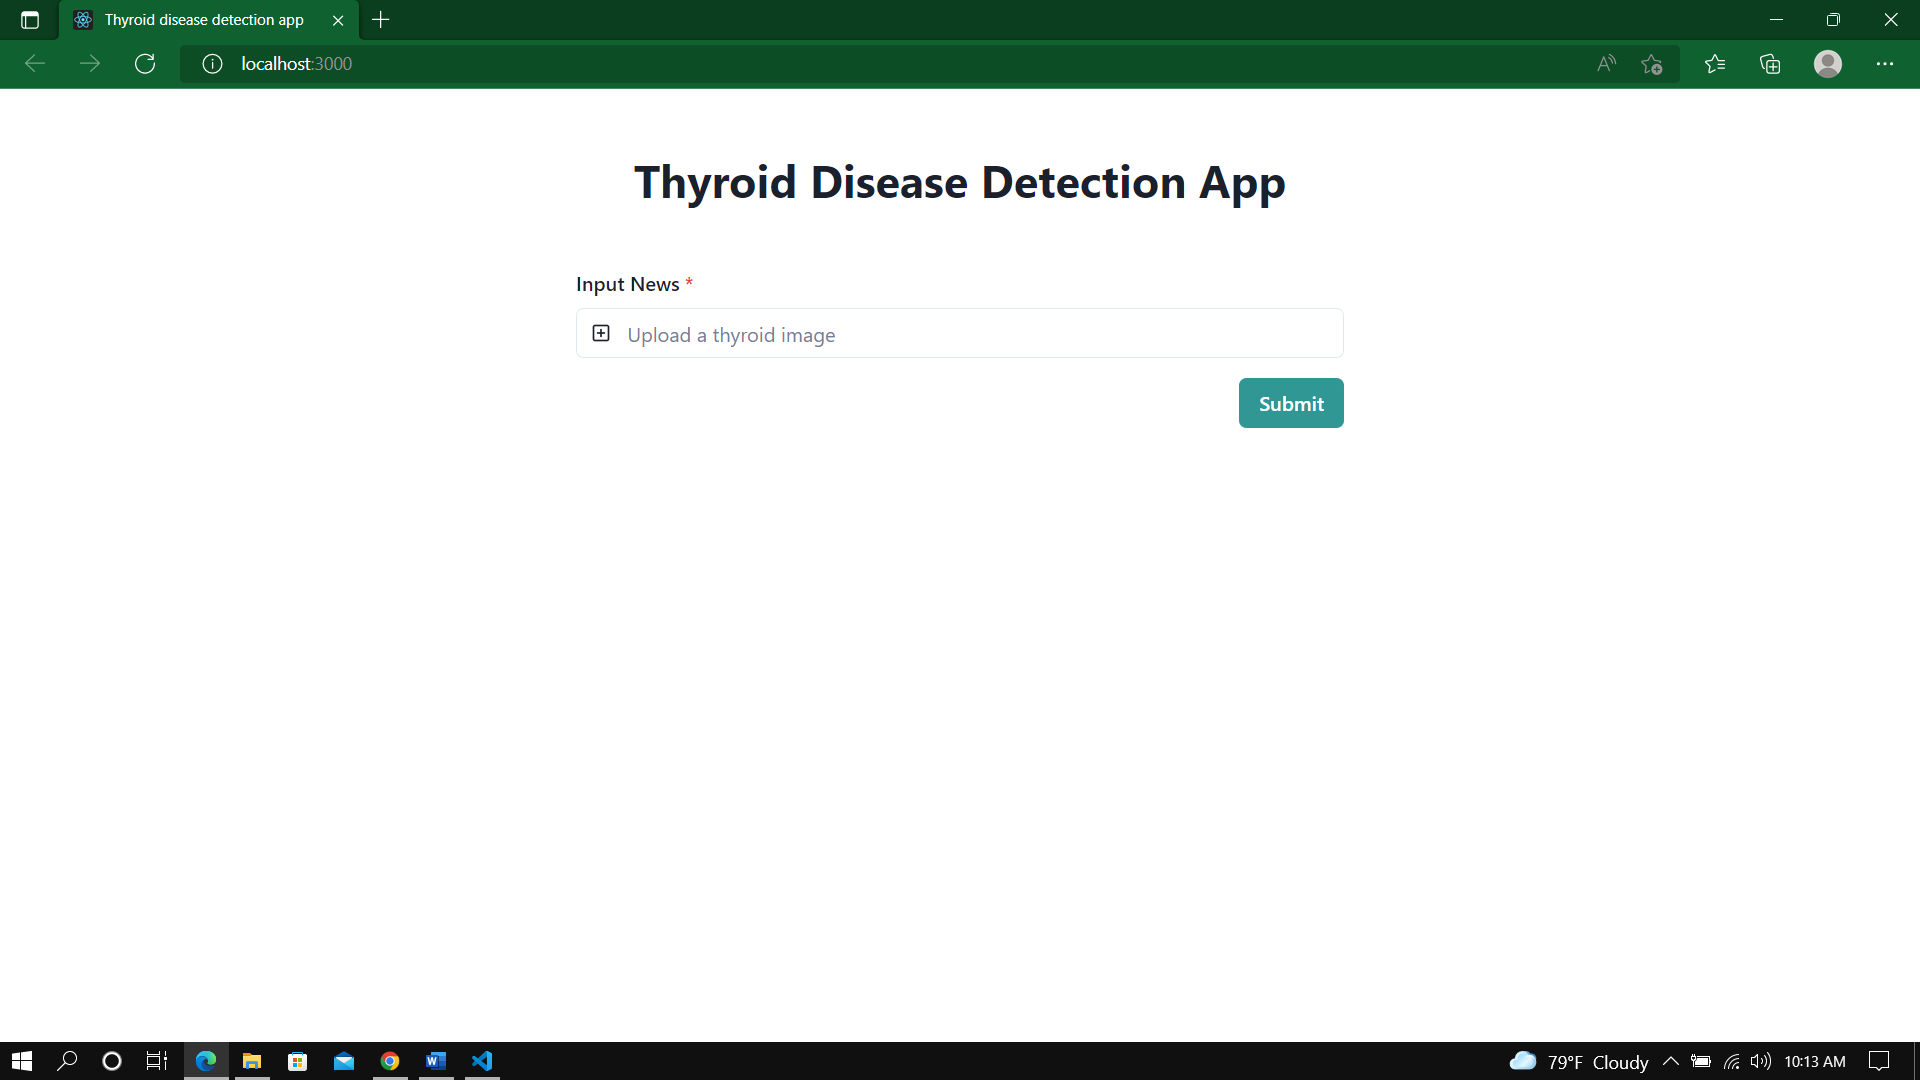 Thyroid disease detection app
localhost:3000
Thyroid Disease Detection App
Input News *
Upload a thyroid image
Submit
79°F Cloudy
10:13 AM